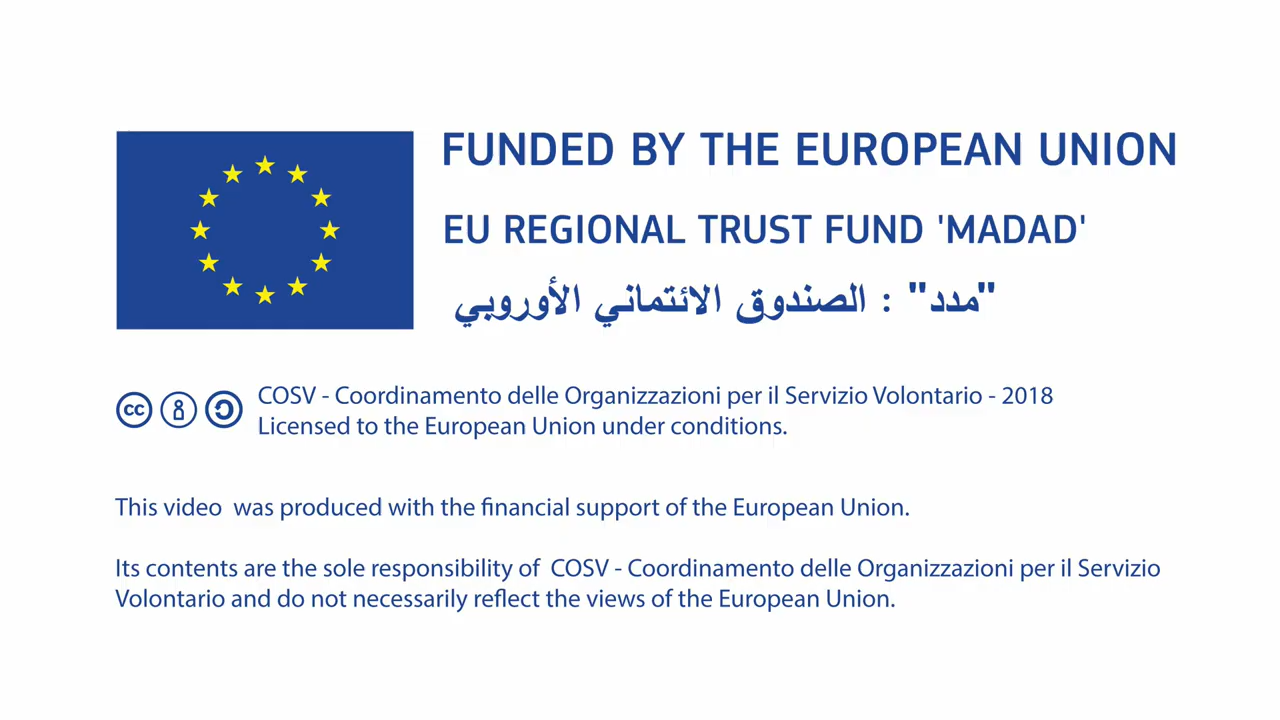 FUNDED BY THE EUROPEAN UNION
EU REGIONAL TRUST FUND 'MADAD'
"مدد" : الصندوق الائتماني الأوروبي
cc
COSV - Coordinamento delle Organizzazioni per il Servizio Volontario - 2018
Licensed to the European Union under conditions.
This video  was produced with the financial support of the European Union.
Its contents are the sole responsibility of  COSV - Coordinamento delle Organizzazioni per il Servizio
Volontario and do not necessarily reflect the views of the European Union.